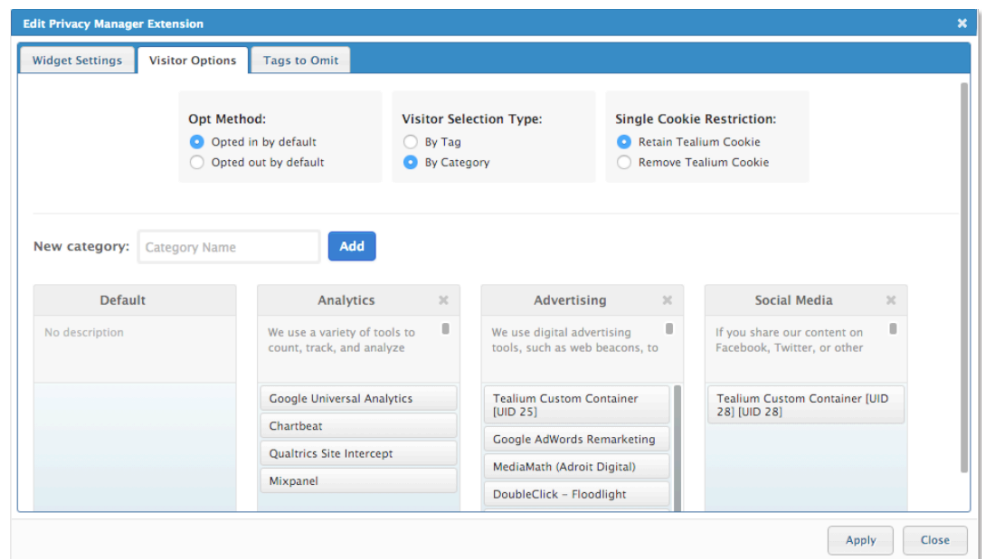 Edit Privacy Manager Extension
Widget Settings
Visitor Options
Tags to Omit
Opt Method:
Opted in by default
Opted out by default
Visitor Selection Type:
By Tag
By Category
Single Cookie Restriction:
Retain Tealium Cookie
Remove Tealium Cookie
New category:
Category Name
Add
Default
No description
Analytics
We use a variety of tools to
count, track, and analyze
Google Universal Analytics
Chartbeat
Qualtrics Site Intercept
Mixpanel
Advertising
We use digital advertising
tools, such as web beacons, to
Tealium Custom Container
[UID 25]
Google AdWords Remarketing
MediaMath (Adroit Digital)
DoubleClick – Floodlight
Social Media
If you share our content on
Facebook, Twitter, or other
Tealium Custom Container [UID
28] [UID 28]
Apply
Close